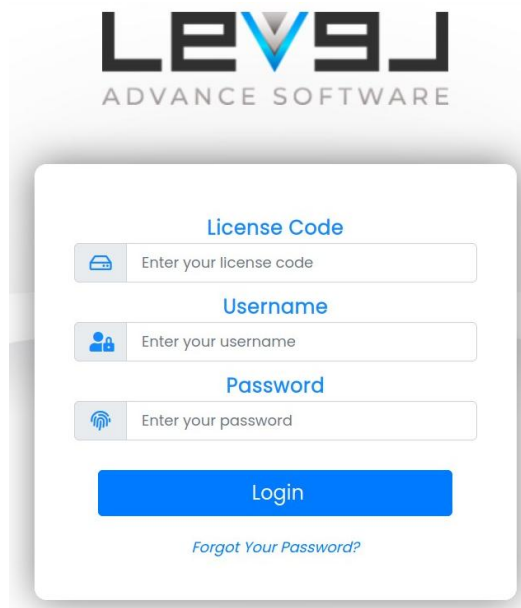 LEVEL
ADVANCE SOFTWARE
License Code
Enter your license code
Username
Enter your username
Password
Enter your password
Login
Forgot Your Password?